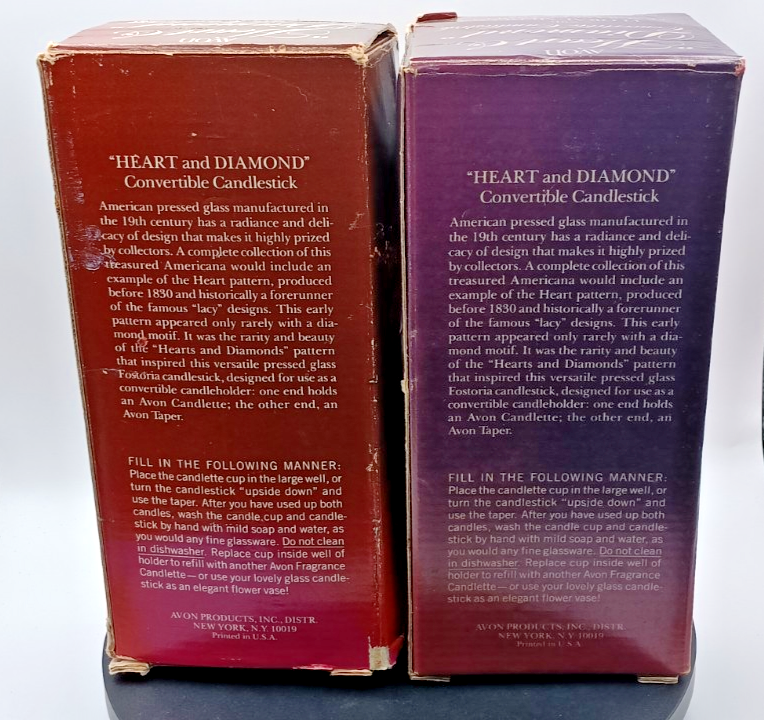 Avon
"Heart &
Diamond"
"HEART and DIAMOND"
Convertible Candlestick
American pressed glass manufactured in
the 19th century has a radiance and deli-
cacy of design that makes it highly prized
by collectors. A complete collection of this
treasured Americana would include an
example of the Heart pattern, produced
before 1830 and historically a forerunner
of the famous "lacy" designs. This early
pattern appeared only rarely with a dia-
mond motif. It was the rarity and beauty
of the "Hearts and Diamonds" pattern
that inspired this versatile pressed glass
Fostoria candlestick, designed for use as a
convertible candleholder: one end holds
an Avon Candlette; the other end, an
Avon Taper.
FILL IN THE FOLLOWING MANNER:
Place the candlette cup in the large well, or
turn the candlestick "upside down" and
use the taper. After you have used up both
candles, wash the candle cup and candle-
stick by hand with mild soap and water, as
you would any fine glassware. Do not clean
in dishwasher. Replace cup inside well of
holder to refill with another Avon Fragrance
Candlette—or use your lovely glass candle-
stick as an elegant flower vase!
AVON PRODUCTS, INC., DISTR.
NEW YORK, N.Y. 10019
Printed in U.S.A.
Avon
"Heart &
Diamond"
"HEART and DIAMOND"
Convertible Candlestick
American pressed glass manufactured in
the 19th century has a radiance and deli-
cacy of design that makes it highly prized
by collectors. A complete collection of this
treasured Americana would include an
example of the Heart pattern, produced
before 1830 and historically a forerunner
of the famous "lacy" designs. This early
pattern appeared only rarely with a dia-
mond motif. It was the rarity and beauty
of the "Hearts and Diamonds" pattern
that inspired this versatile pressed glass
Fostoria candlestick, designed for use as a
convertible candleholder: one end holds
an Avon Candlette; the other end, an
Avon Taper.
FILL IN THE FOLLOWING MANNER:
Place the candlette cup in the large well, or
turn the candlestick "upside down" and
use the taper. After you have used up both
candles, wash the candle cup and candle-
stick by hand with mild soap and water, as
you would any fine glassware. Do not clean
in dishwasher. Replace cup inside well of
holder to refill with another Avon Fragrance
Candlette—or use your lovely glass candle-
stick as an elegant flower vase!
AVON PRODUCTS, INC., DISTR.
NEW YORK, N.Y. 10019
Printed in U.S.A.